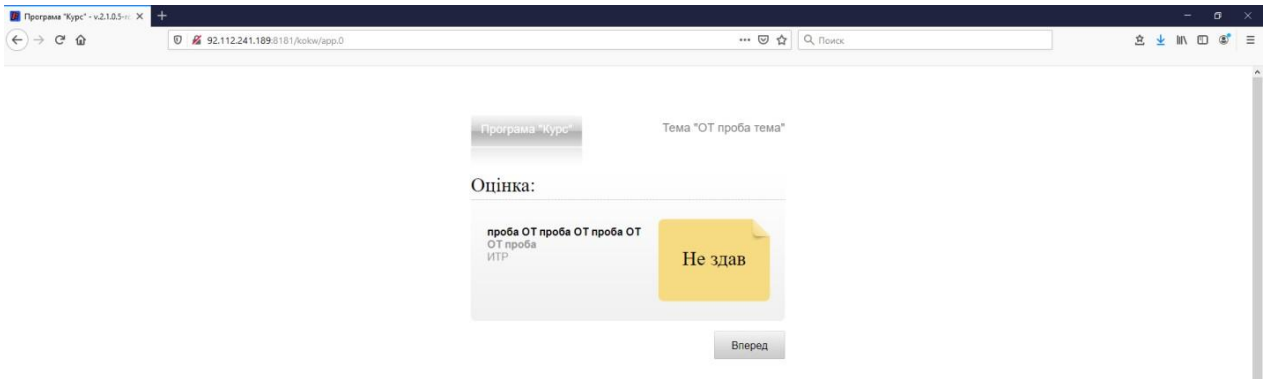 Програма "Курс" - v.2.1.0.5-
92.112.241.189:8181/kokw/app.0
Поиск
Програма "Курс"
Тема "ОТ проба тема"
Оцінка:
проба ОТ проба ОТ проба ОТ
ОТ проба
ИТР
Не здав
Вперед